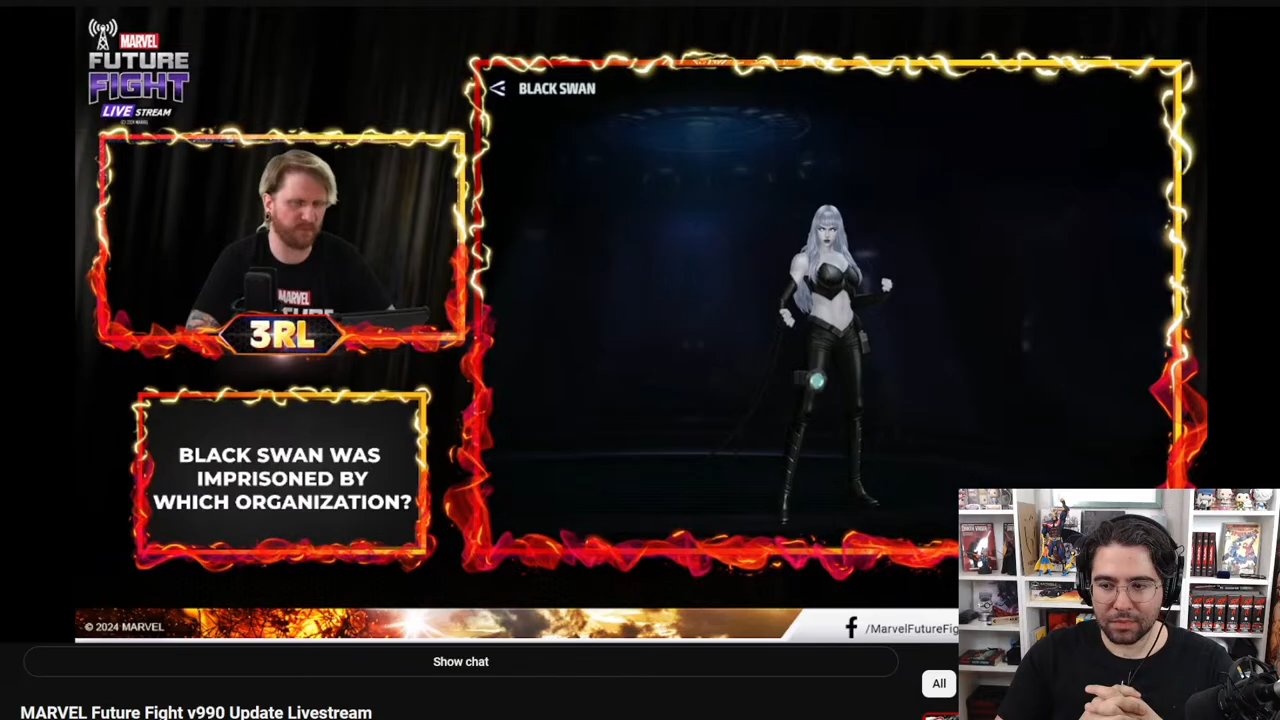 MARVEL
FUTURE
FIGHT
LIVE STREAM
BLACK SWAN
MARVEL
3RL
BLACK SWAN WAS
IMPRISONED BY
WHICH ORGANIZATION?
© 2024 MARVEL
/MarvelFutureFig
Show chat
All
MARVEL Future Fight v990 Update Livestream